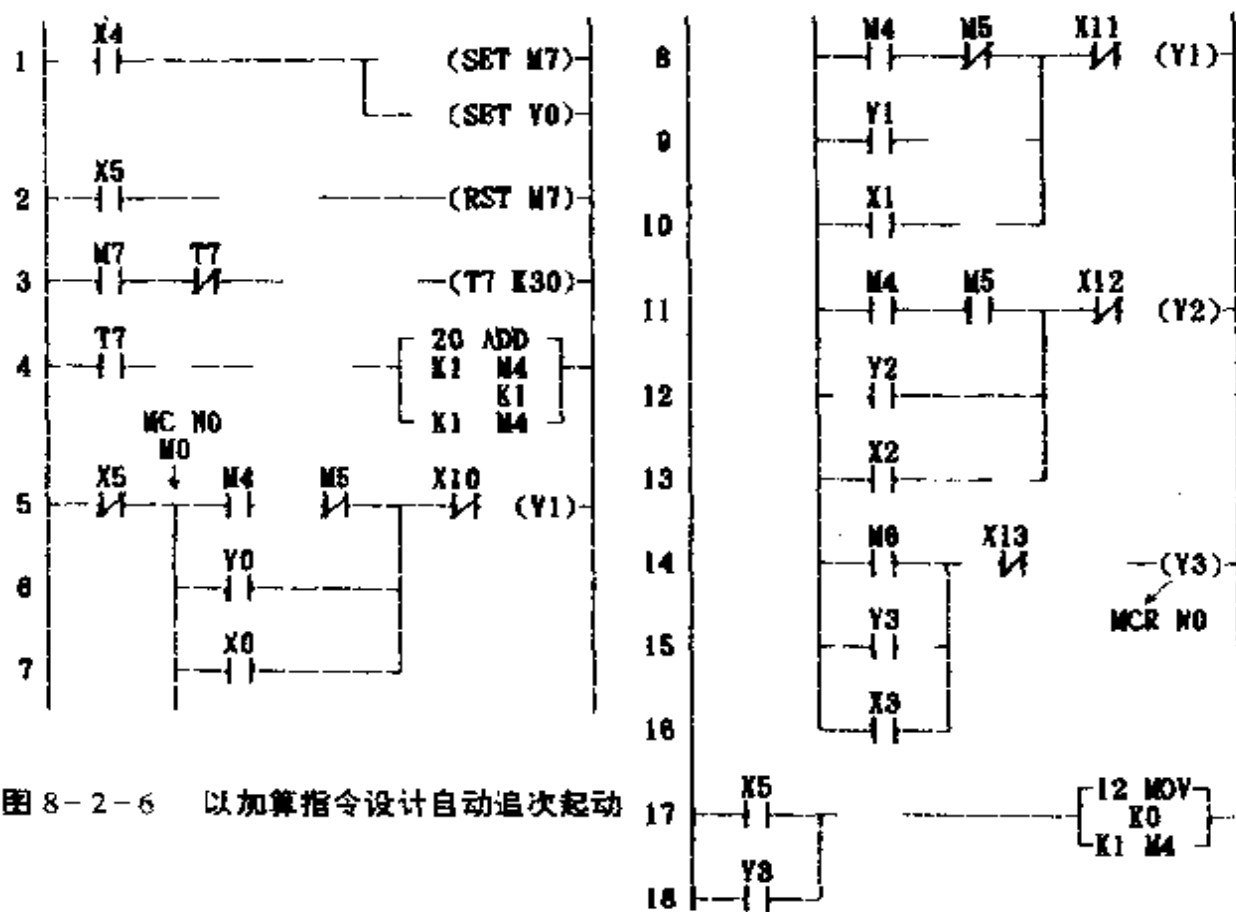 X4
1 (SET M7)
(SET Y0)
X5
2 (RST M7)
M7 T7
3 (T7 K30)
T7
4 20 ADD
K1 M4
K1
K1 M4
MC N0
M0
X5 M4 M5 X10
5 (Y1)
Y0
6
X0
7
图 8-2-6 以加算指令设计自动追次起动
M4 M5 X11
8 (Y1)
Y1
9
X1
10
M4 M5 X12
11 (Y2)
Y2
12
X2
13
M6 X13
14 (Y3)
MCR N0
Y3
15
X3
16
X5
17 12 MOV
K0
K1 M4
Y3
18